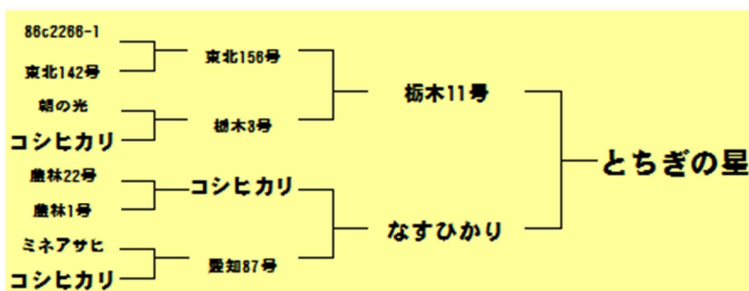 86c2266-1
東北142号
朝の光
コシヒカリ
農林22号
農林1号
ミネアサヒ
コシヒカリ
東北156号
栃木3号
コシヒカリ
愛知87号
栃木11号
なすひかり
とちぎの星